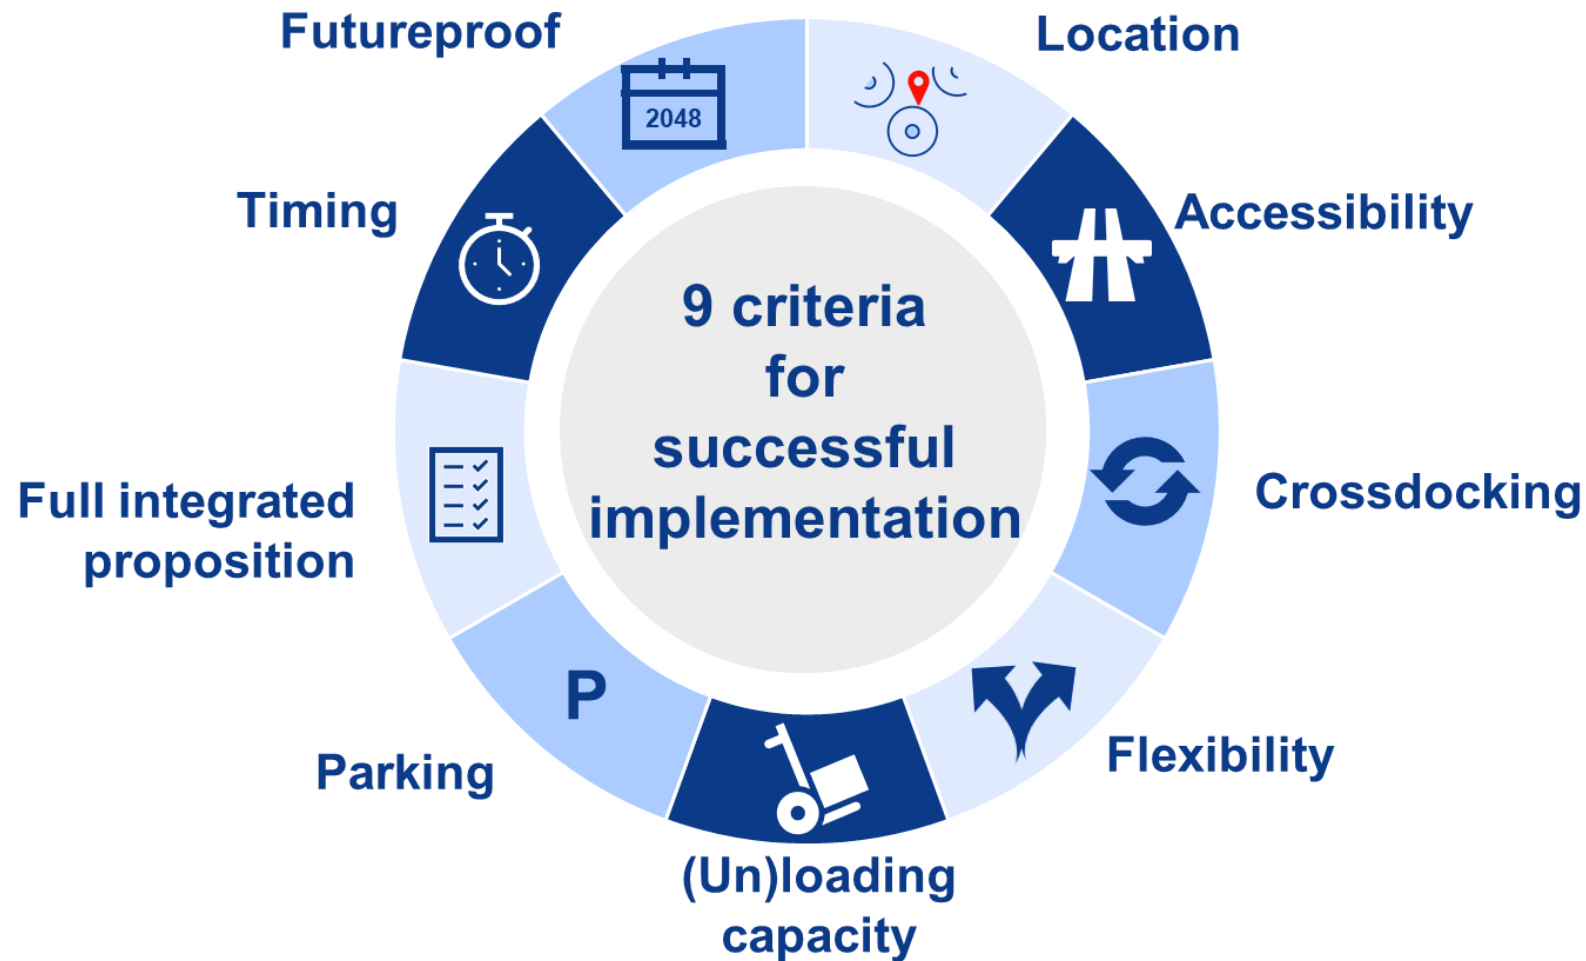 Futureproof
Location
2048
Timing
Accessibility
9 criteria
for
successful
implementation
Full integrated
proposition
Crossdocking
P
Parking
Flexibility
(Un)loading
capacity